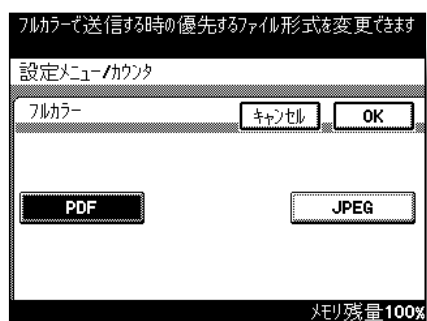 フルカラーで送信する時の優先するファイル形式を変更できます
設定メニュー/カウンタ
フルカラー キャンセル OK
PDF JPEG
メモリ残量100%